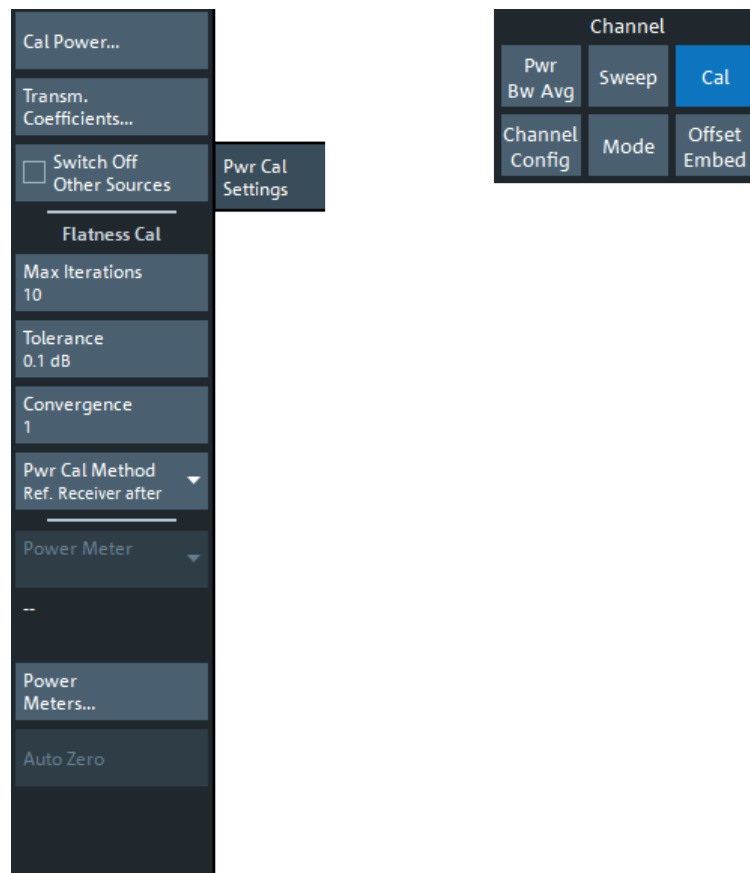 Cal Power...
Transm.
Coefficients...
Switch Off
Other Sources
Flatness Cal
Max Iterations
10
Tolerance
0.1 dB
Convergence
1
Pwr Cal Method
Ref. Receiver after
Power Meter
--
Power
Meters...
Auto Zero
Pwr Cal
Settings
Channel
Pwr
Bw Avg
Sweep
Cal
Channel
Config
Mode
Offset
Embed